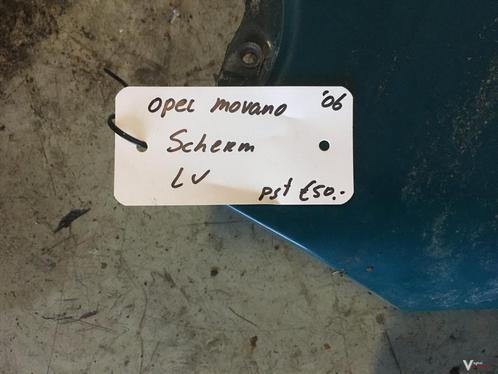 opel movano '06
Scherm
LV
pst €50.-